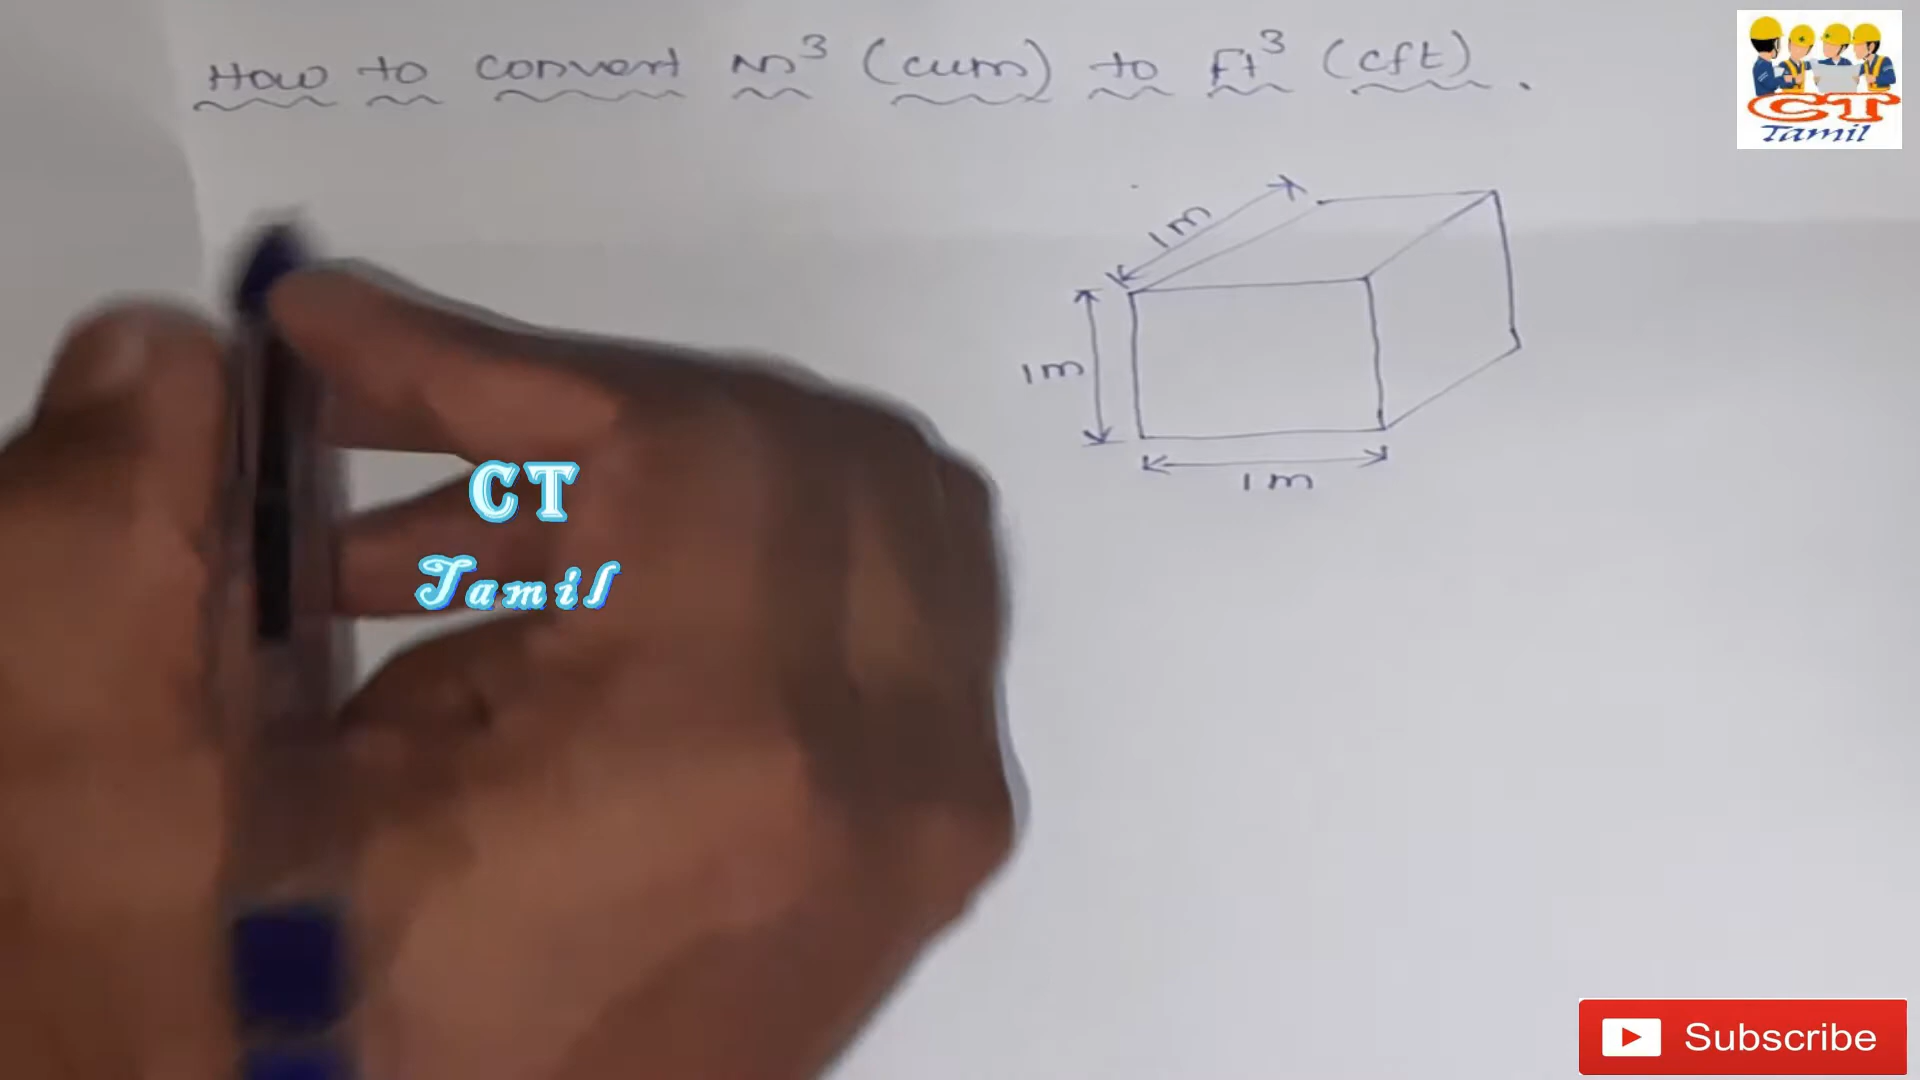 How to convert m³ (cum) to ft³ (cft).
CT
Tamil
1m
1m
1m
CT
Tamil
Subscribe